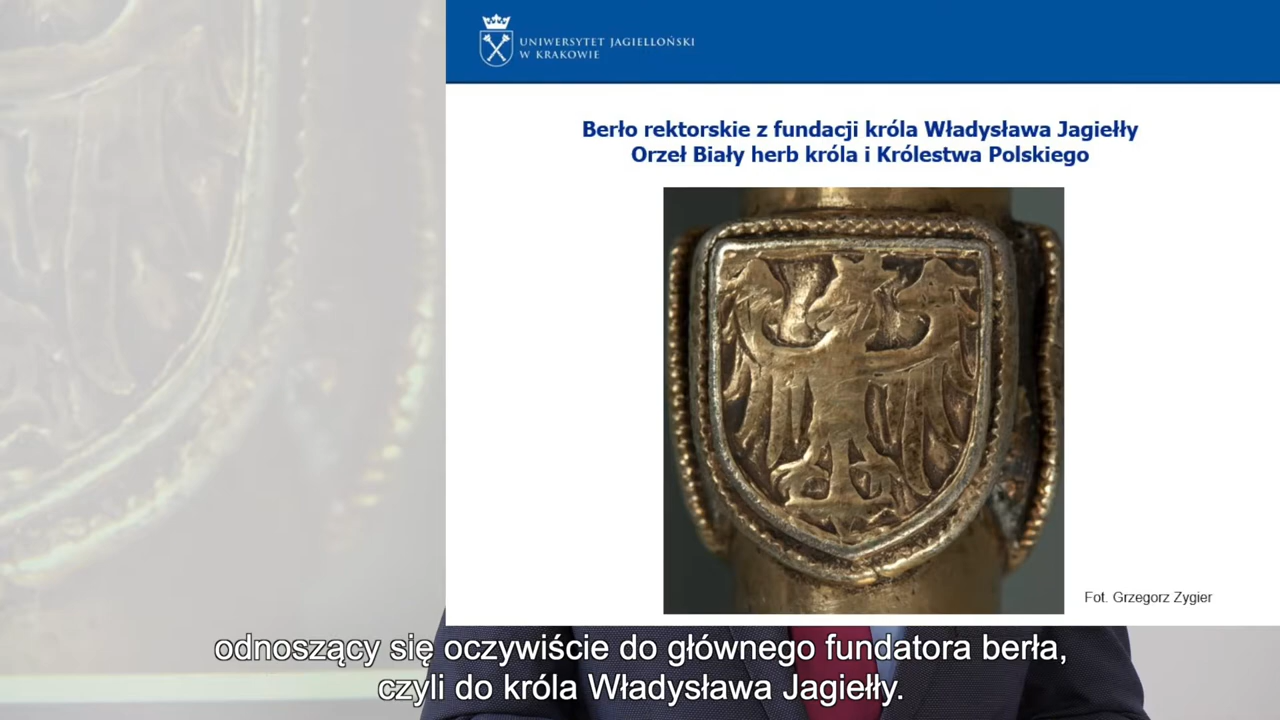 UNIWERSYTET JAGIELLOŃSKI
W KRAKOWIE
Berło rektorskie z fundacji króla Władysława Jagiełły
Orzeł Biały herb króla i Królestwa Polskiego
Fot. Grzegorz Zygier
odnoszący się oczywiście do głównego fundatora berła,
czyli do króla Władysława Jagiełły.